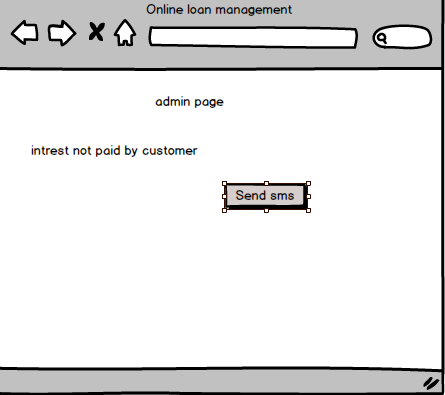 Online loan management
admin page
intrest not paid by customer
Send sms